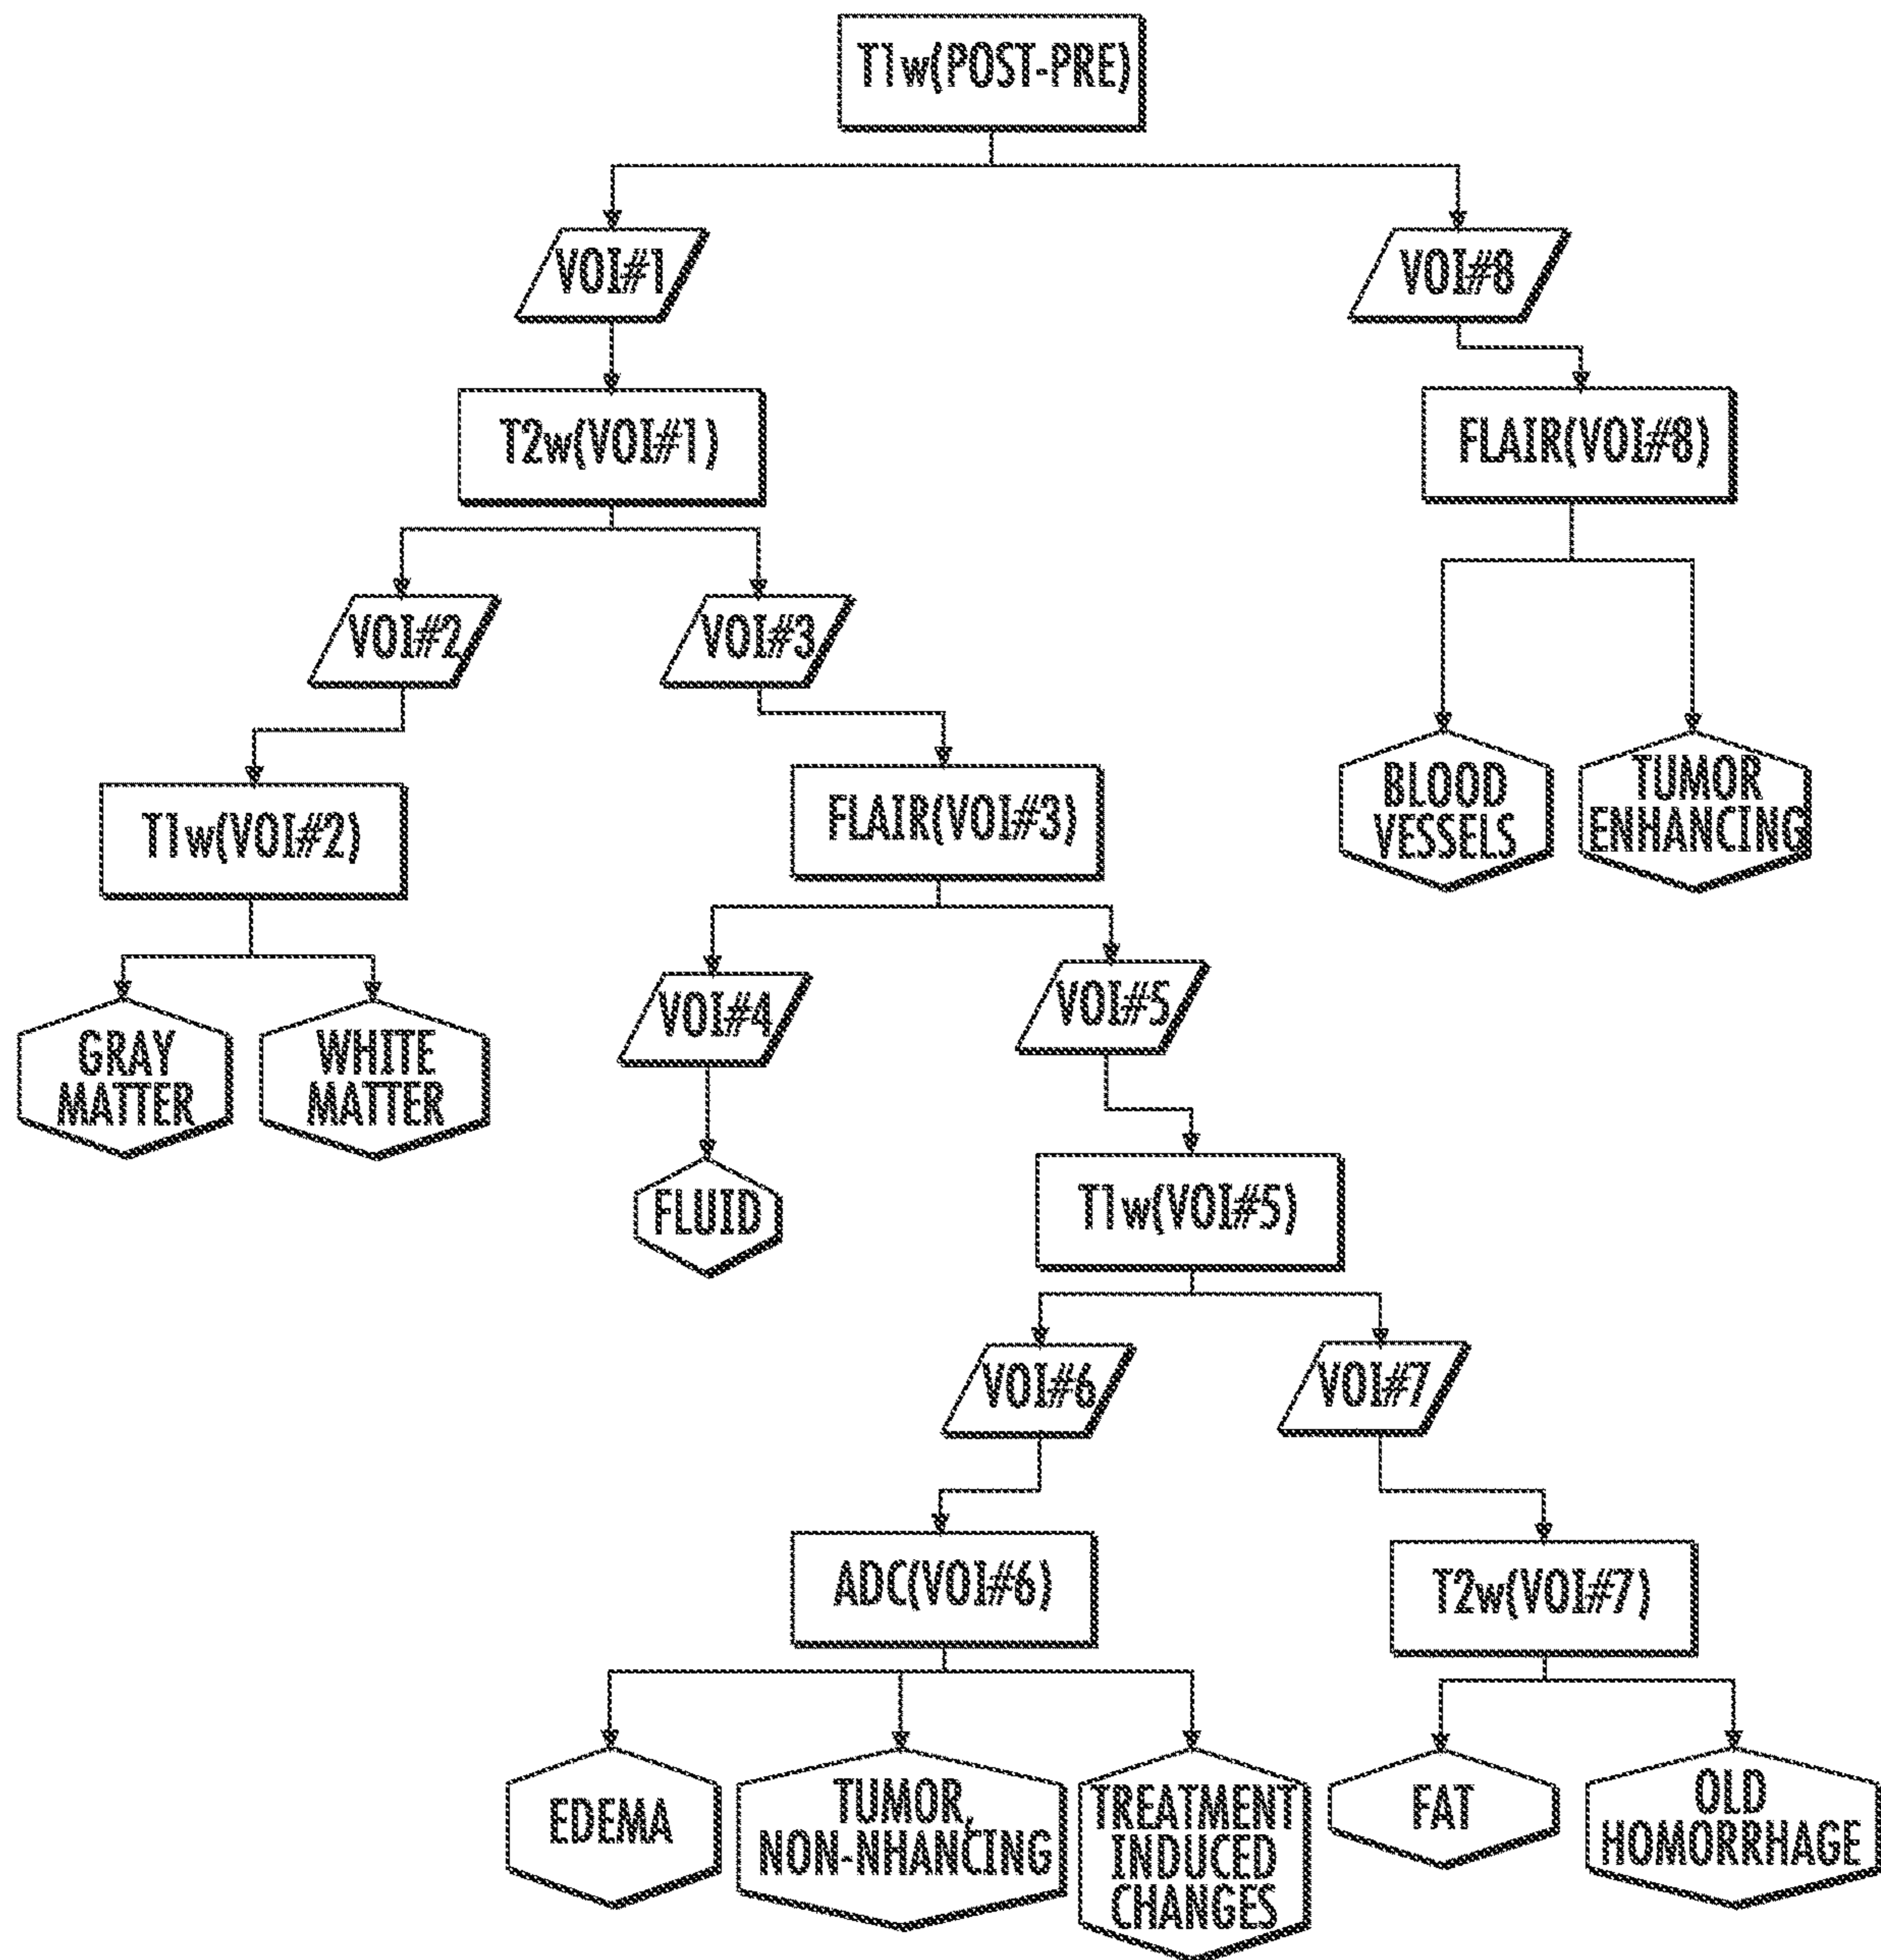 T1w(POST-PRE)
VOI#1
VOI#8
T2w(VOI#1)
FLAIR(VOI#8)
VOI#2
VOI#3
T1w(VOI#2)
FLAIR(VOI#3)
BLOOD
VESSELS
TUMOR
ENHANCING
VOI#4
VOI#5
GRAY
MATTER
WHITE
MATTER
FLUID
T1w(VOI#5)
VOI#6
VOI#7
ADC(VOI#6)
T2w(VOI#7)
EDEMA
TUMOR,
NON-NHANCING
TREATMENT
INDUCED
CHANGES
FAT
OLD
HOMORRHAGE